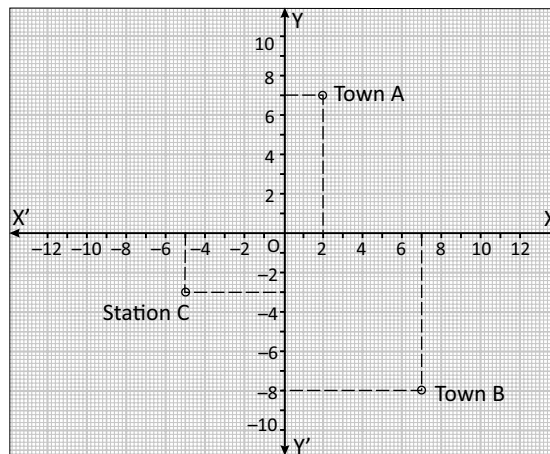 Y
10
8
Town A
6
4
2
X' –12 –10 –8 –6 –4 –2 O 2 4 6 8 10 12 X
–2
Station C
–4
–6
–8
Town B
–10
Y'